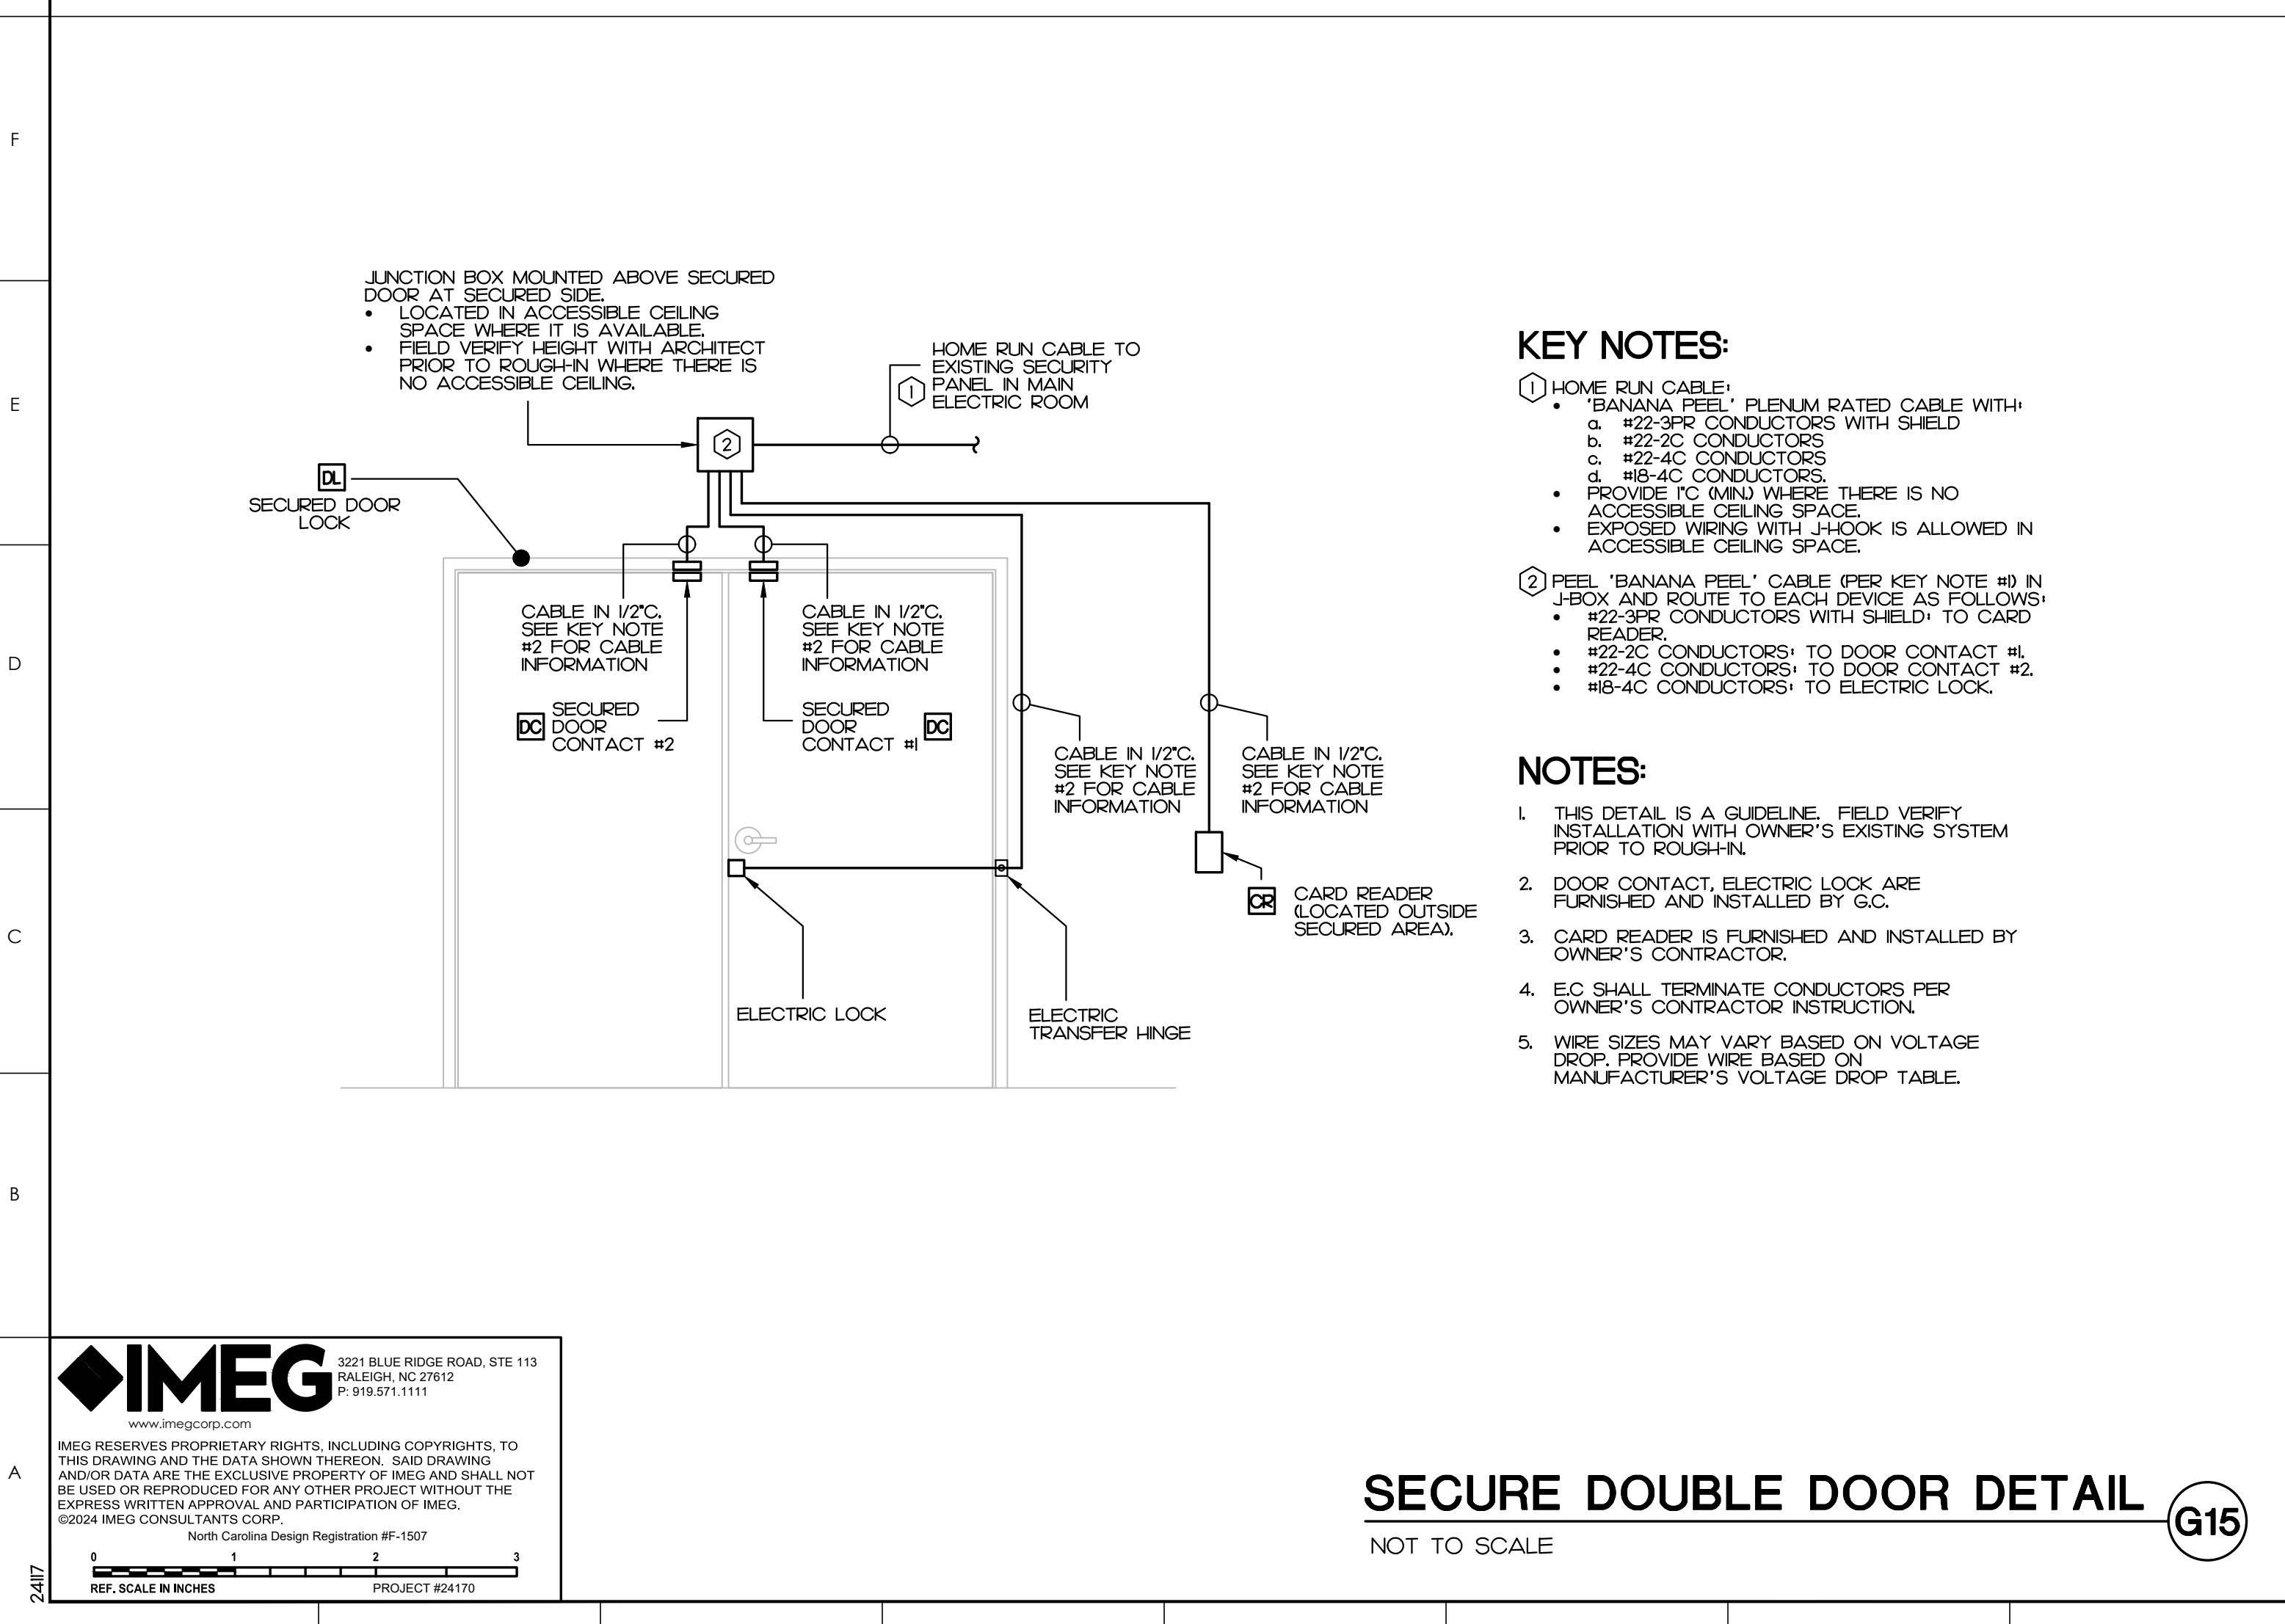 F
E
D
C
B
A
JUNCTION BOX MOUNTED ABOVE SECURED
DOOR AT SECURED SIDE.
• LOCATED IN ACCESSIBLE CEILING
SPACE WHERE IT IS AVAILABLE.
• FIELD VERIFY HEIGHT WITH ARCHITECT
PRIOR TO ROUGH-IN WHERE THERE IS
NO ACCESSIBLE CEILING.
HOME RUN CABLE TO
EXISTING SECURITY
1 PANEL IN MAIN
ELECTRIC ROOM
2
DL
SECURED DOOR
LOCK
CABLE IN 1/2"C.
SEE KEY NOTE
#2 FOR CABLE
INFORMATION
CABLE IN 1/2"C.
SEE KEY NOTE
#2 FOR CABLE
INFORMATION
DC
SECURED
DOOR
CONTACT #2
SECURED
DOOR
CONTACT #1
DC
CABLE IN 1/2"C.
SEE KEY NOTE
#2 FOR CABLE
INFORMATION
CABLE IN 1/2"C.
SEE KEY NOTE
#2 FOR CABLE
INFORMATION
CR
CARD READER
(LOCATED OUTSIDE
SECURED AREA).
ELECTRIC LOCK
ELECTRIC
TRANSFER HINGE
KEY NOTES:
1 HOME RUN CABLE:
• 'BANANA PEEL' PLENUM RATED CABLE WITH:
a. #22-3PR CONDUCTORS WITH SHIELD
b. #22-2C CONDUCTORS
c. #22-4C CONDUCTORS
d. #18-4C CONDUCTORS.
• PROVIDE 1"C (MIN.) WHERE THERE IS NO
ACCESSIBLE CEILING SPACE.
• EXPOSED WIRING WITH J-HOOK IS ALLOWED IN
ACCESSIBLE CEILING SPACE.
2 PEEL 'BANANA PEEL' CABLE (PER KEY NOTE #1) IN
J-BOX AND ROUTE TO EACH DEVICE AS FOLLOWS:
• #22-3PR CONDUCTORS WITH SHIELD: TO CARD
READER.
• #22-2C CONDUCTORS: TO DOOR CONTACT #1.
• #22-4C CONDUCTORS: TO DOOR CONTACT #2.
• #18-4C CONDUCTORS: TO ELECTRIC LOCK.
NOTES:
1. THIS DETAIL IS A GUIDELINE. FIELD VERIFY
INSTALLATION WITH OWNER'S EXISTING SYSTEM
PRIOR TO ROUGH-IN.
2. DOOR CONTACT, ELECTRIC LOCK ARE
FURNISHED AND INSTALLED BY G.C.
3. CARD READER IS FURNISHED AND INSTALLED BY
OWNER'S CONTRACTOR.
4. E.C SHALL TERMINATE CONDUCTORS PER
OWNER'S CONTRACTOR INSTRUCTION.
5. WIRE SIZES MAY VARY BASED ON VOLTAGE
DROP. PROVIDE WIRE BASED ON
MANUFACTURER'S VOLTAGE DROP TABLE.
IMEG
www.imegcorp.com
3221 BLUE RIDGE ROAD, STE 113
RALEIGH, NC 27612
P: 919.571.1111
IMEG RESERVES PROPRIETARY RIGHTS, INCLUDING COPYRIGHTS, TO
THIS DRAWING AND THE DATA SHOWN THEREON. SAID DRAWING
AND/OR DATA ARE THE EXCLUSIVE PROPERTY OF IMEG AND SHALL NOT
BE USED OR REPRODUCED FOR ANY OTHER PROJECT WITHOUT THE
EXPRESS WRITTEN APPROVAL AND PARTICIPATION OF IMEG.
©2024 IMEG CONSULTANTS CORP.
North Carolina Design Registration #F-1507
0 1 2 3
REF. SCALE IN INCHES PROJECT #24170
24117
SECURE DOUBLE DOOR DETAIL
G15
NOT TO SCALE